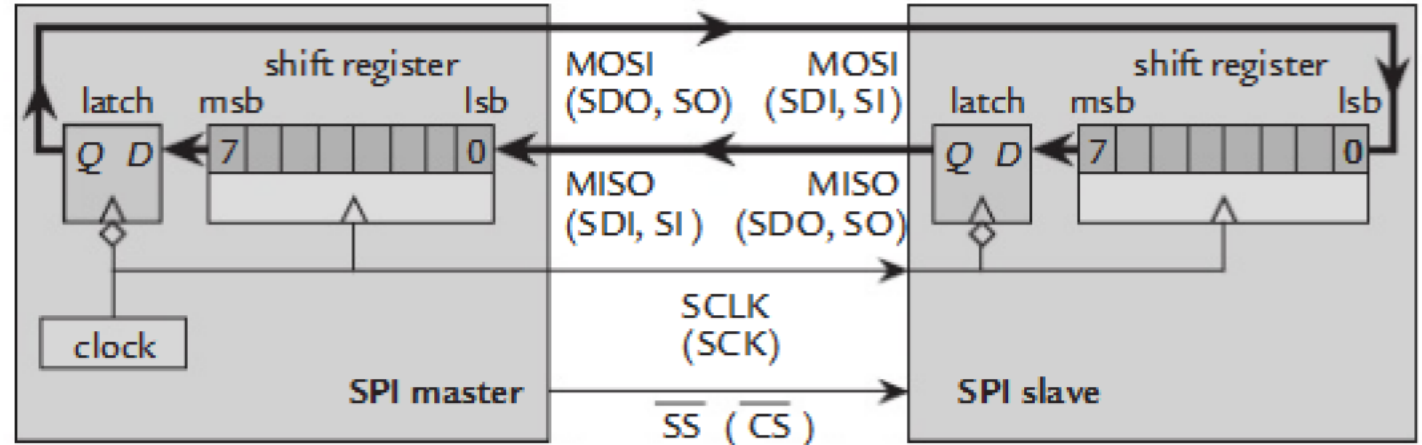 shift register
latch msb lsb
Q D 7 0
clock
SPI master
MOSI MOSI
(SDO, SO) (SDI, SI)
MISO MISO
(SDI, SI) (SDO, SO)
SCLK
(SCK)
SS (CS)
shift register
latch msb lsb
Q D 7 0
SPI slave